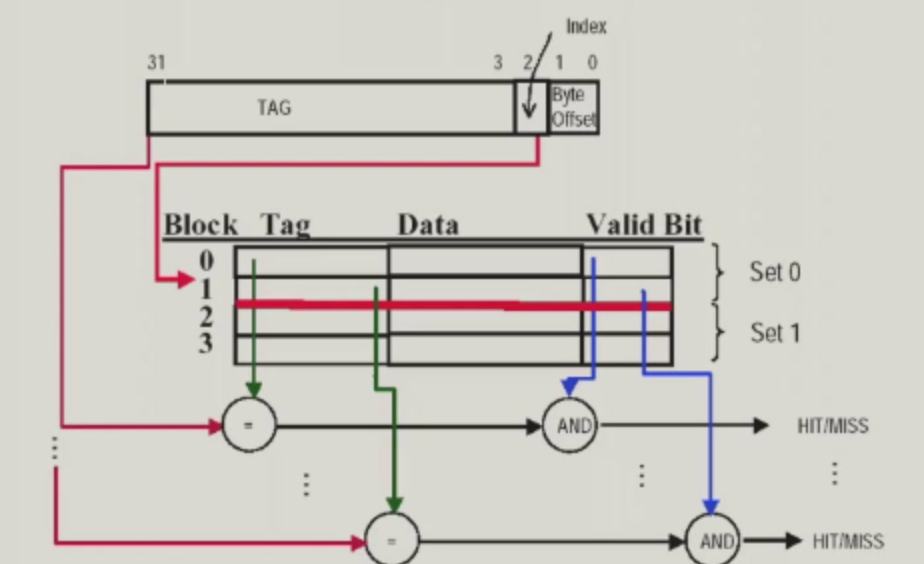 Index
31 3 2 1 0
TAG
Byte
Offset
Block Tag Data Valid Bit
0
1
2
3
Set 0
Set 1
= AND HIT/MISS
= AND HIT/MISS